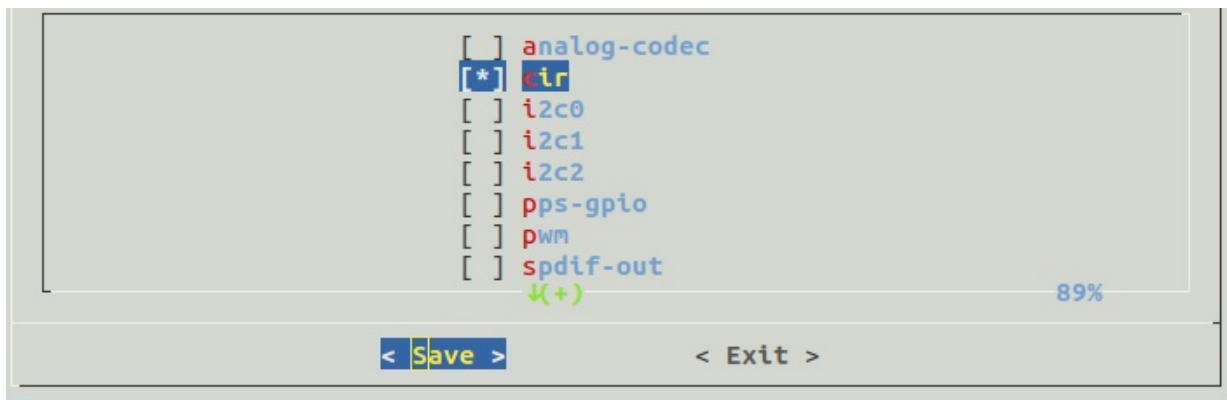 [ ] analog-codec
[*] cir
[ ] i2c0
[ ] i2c1
[ ] i2c2
[ ] pps-gpio
[ ] pwm
[ ] spdif-out
↓(+) 89%
< Save > < Exit >